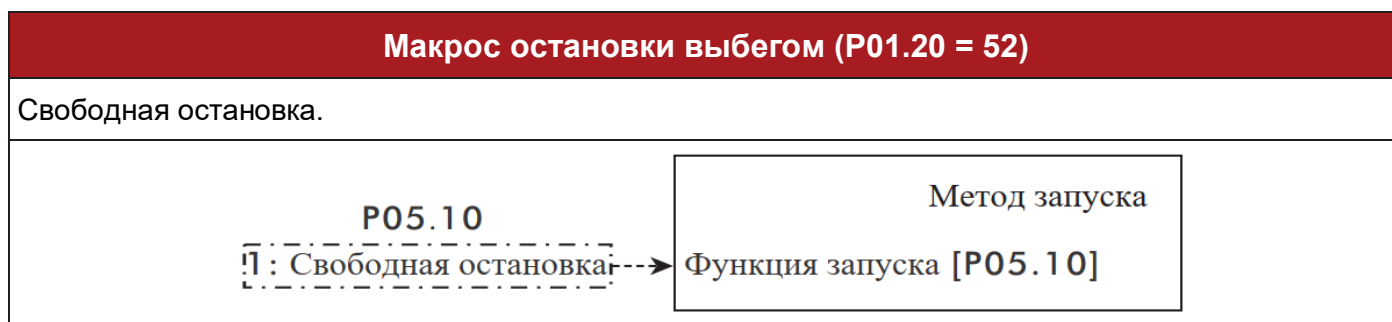 Макрос остановки выбегом (P01.20 = 52)
Свободная остановка.
P05.10
1: Свободная остановка
Метод запуска
Функция запуска [P05.10]